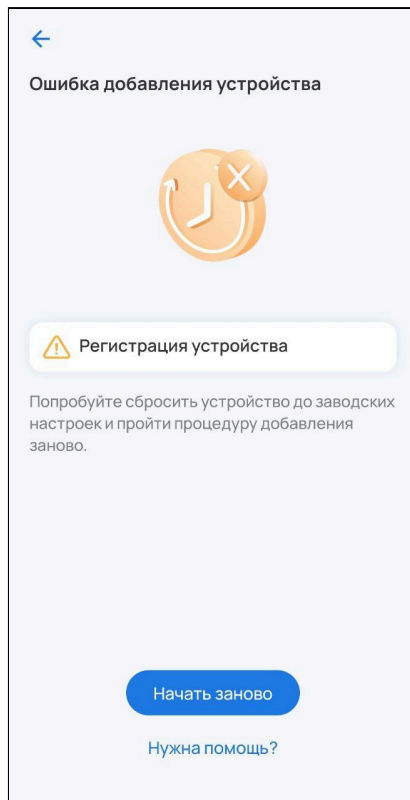 Ошибка добавления устройства
Регистрация устройства
Попробуйте сбросить устройство до заводских
настроек и пройти процедуру добавления
заново.
Начать заново
Нужна помощь?